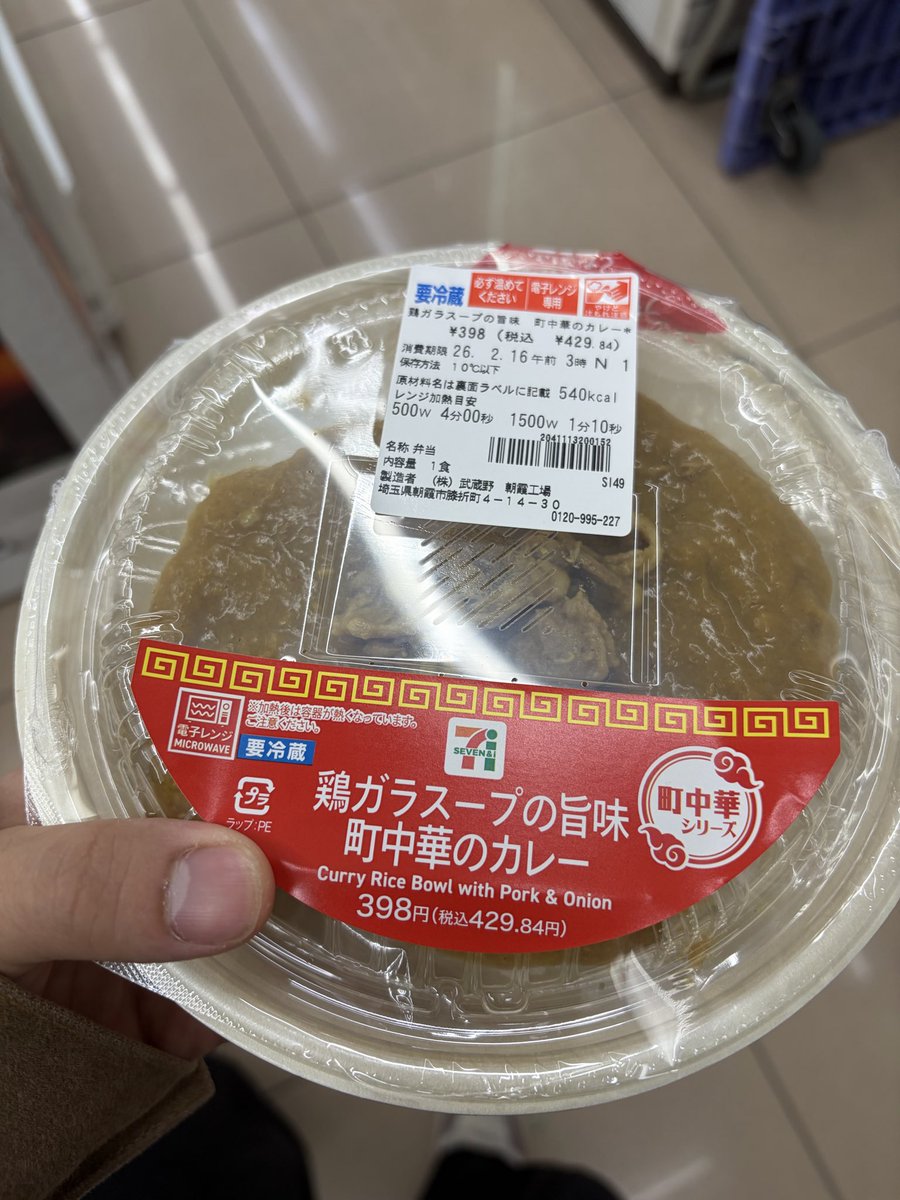 要冷蔵
必ず温めて
ください
電子レンジ
専用
鶏ガラスープの旨味 町中華のカレー*
¥398 (税込 ¥429.84)
消費期限 26. 2.16午前 3時 N 1
保存方法 10℃以下
原材料名は裏面ラベルに記載 540kcal
レンジ加熱目安
500W 4分00秒 1500W 1分10秒
2041113200152
名称 弁当
内容量 1食
SI49
製造者 (株) 武蔵野 朝霞工場
埼玉県朝霞市膝折町4-14-30
0120-995-227
※加熱後は容器が熱くなっています。
ご注意ください。
電子レンジ
MICROWAVE
要冷蔵
プラ
ラップ:PE
7
SEVEN&i
鶏ガラスープの旨味
町中華のカレー
Curry Rice Bowl with Pork & Onion
398円(税込429.84円)
町中華
シリーズ